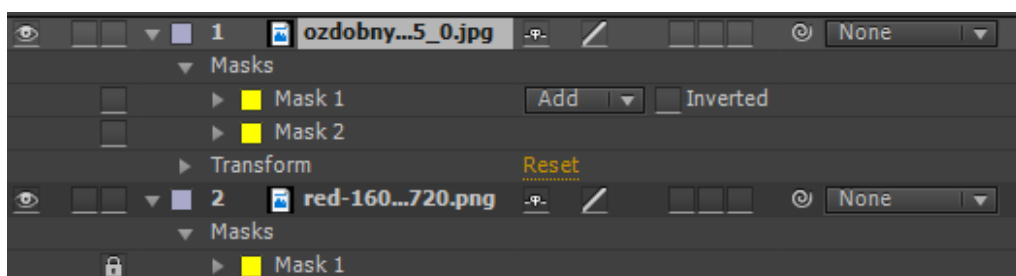 1 ozdobny...5_0.jpg None
Masks
Mask 1 Add Inverted
Mask 2
Transform Reset
2 red-160...720.png None
Masks
Mask 1